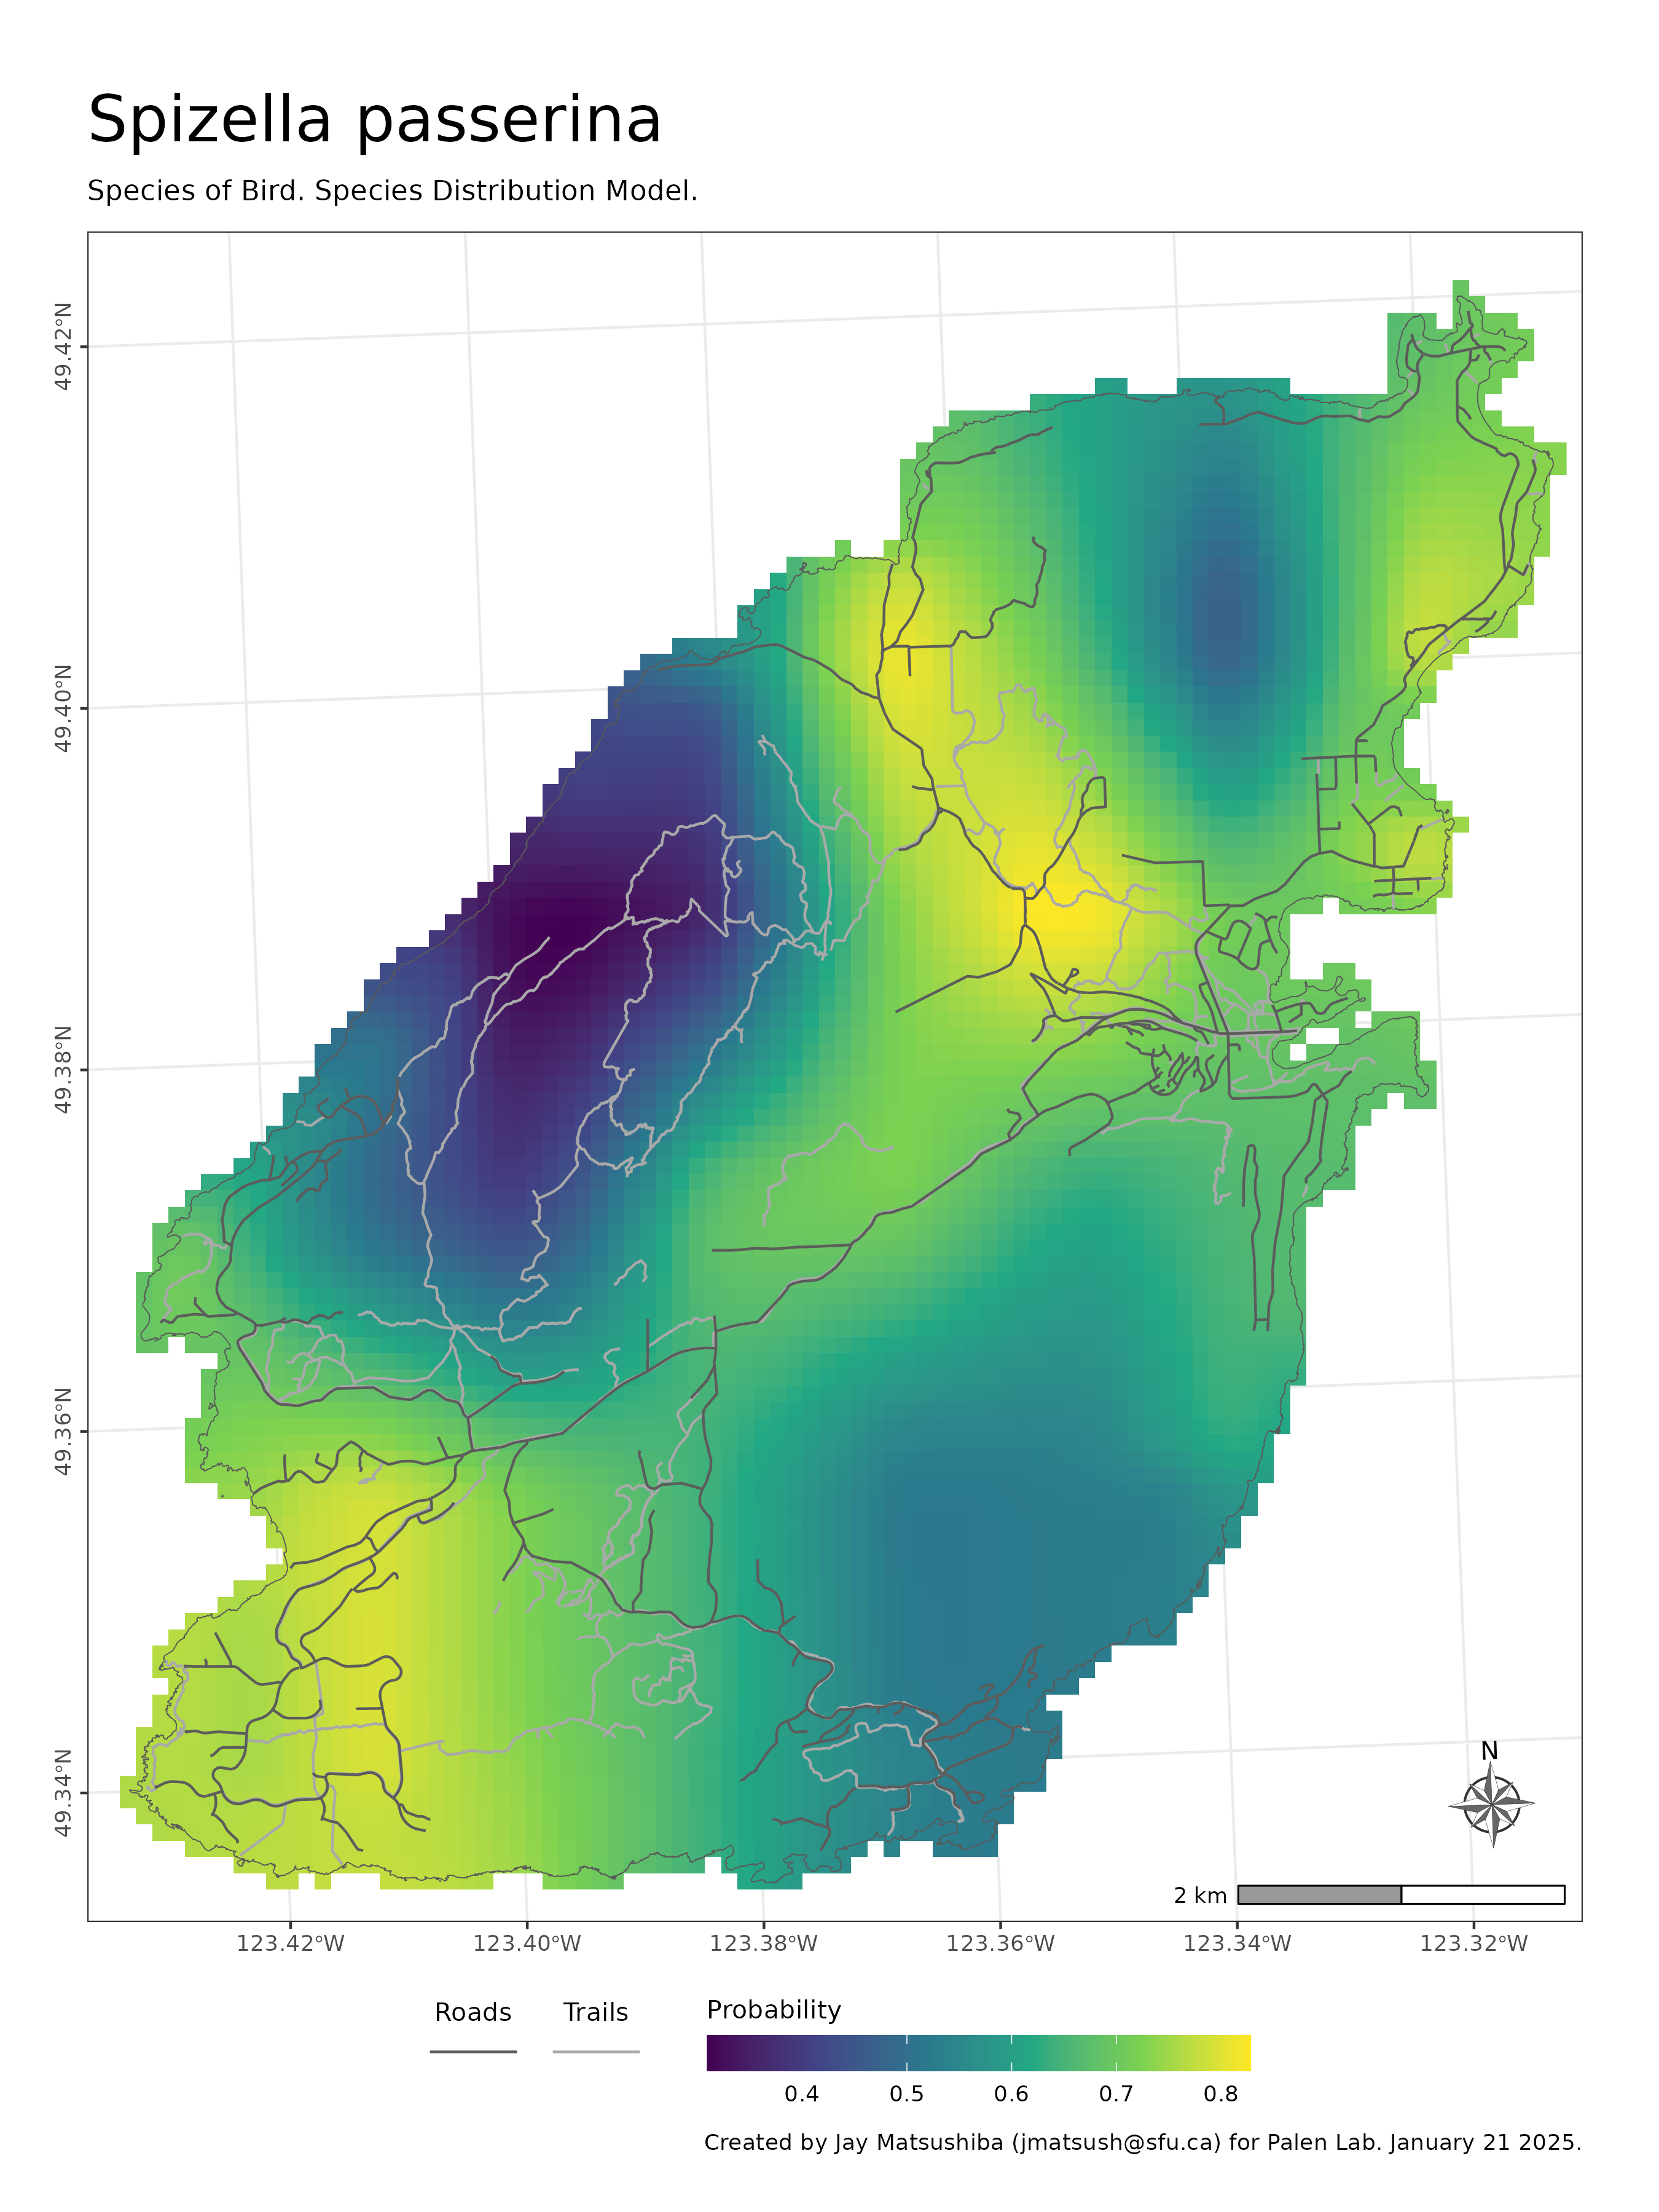 Spizella passerina
Species of Bird. Species Distribution Model.
49.42°N
49.40°N
49.38°N
49.36°N
49.34°N
N
2 km
123.42°W 123.40°W 123.38°W 123.36°W 123.34°W 123.32°W
Roads Trails Probability
0.4 0.5 0.6 0.7 0.8
Created by Jay Matsushiba (jmatsush@sfu.ca) for Palen Lab. January 21 2025.